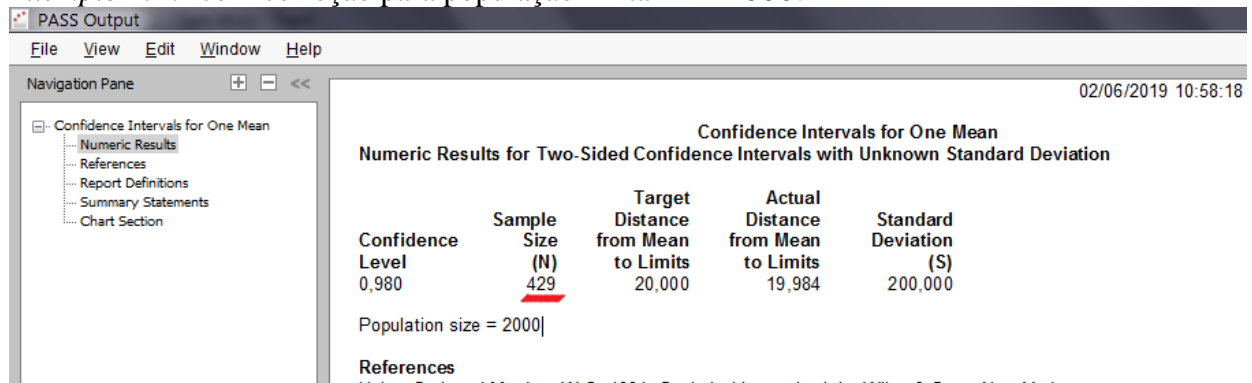 PASS Output
File View Edit Window Help
Navigation Pane
Confidence Intervals for One Mean
Numeric Results
References
Report Definitions
Summary Statements
Chart Section
02/06/2019 10:58:18
Confidence Intervals for One Mean
Numeric Results for Two-Sided Confidence Intervals with Unknown Standard Deviation
Target Actual
Sample Distance Distance Standard
Confidence Size from Mean from Mean Deviation
Level (N) to Limits to Limits (S)
0,980 429 20,000 19,984 200,000
Population size = 2000
References